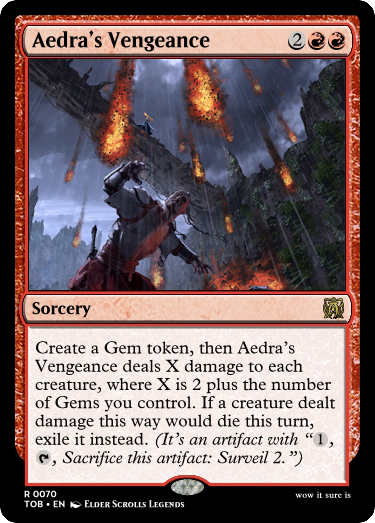 Aedra's Vengeance 2
Sorcery
Create a Gem token, then Aedra's
Vengeance deals X damage to each
creature, where X is 2 plus the number
of Gems you control. If a creature dealt
damage this way would die this turn,
exile it instead. (It's an artifact with “1,
, Sacrifice this artifact: Surveil 2.”)
R 0070
TOB • EN Elder Scrolls Legends
wow it sure is